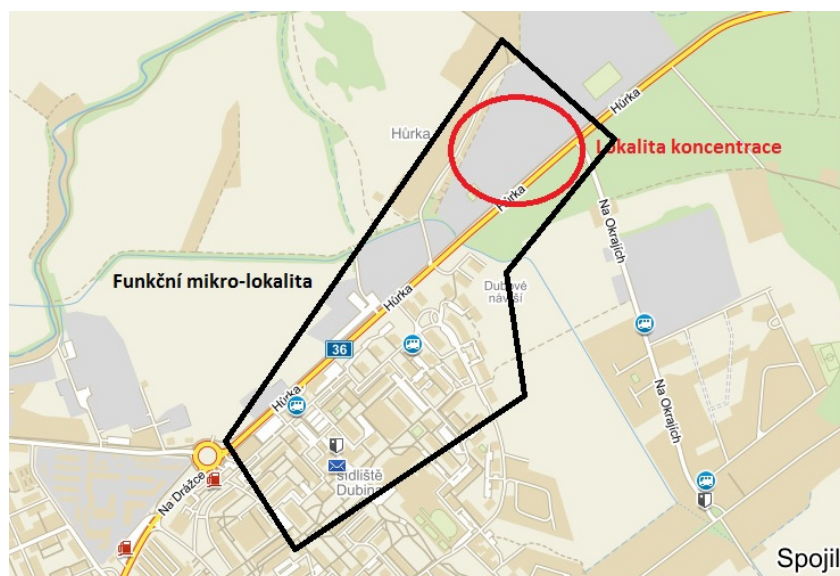 Hůrka
Hůrka
Lokalita koncentrace
Hůrka
Na Okrajích
Funkční mikro-lokalita
Dubové
návrší
Hůrka
36
Hůrka
Na Okrajích
Na Drážce
sídliště
Dubina
Spojil